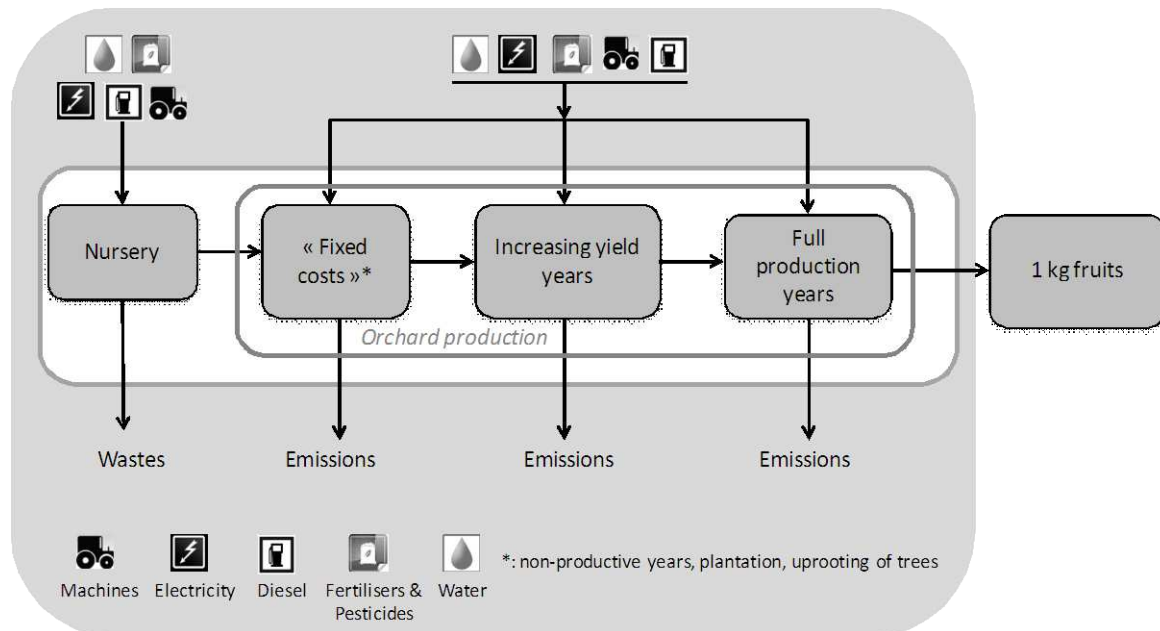 Nursery
« Fixed
costs »*
Increasing yield
years
Full
production
years
1 kg fruits
Orchard production
Wastes
Emissions
Emissions
Emissions
Machines
Electricity
Diesel
Fertilisers &
Pesticides
Water
*: non-productive years, plantation, uprooting of trees